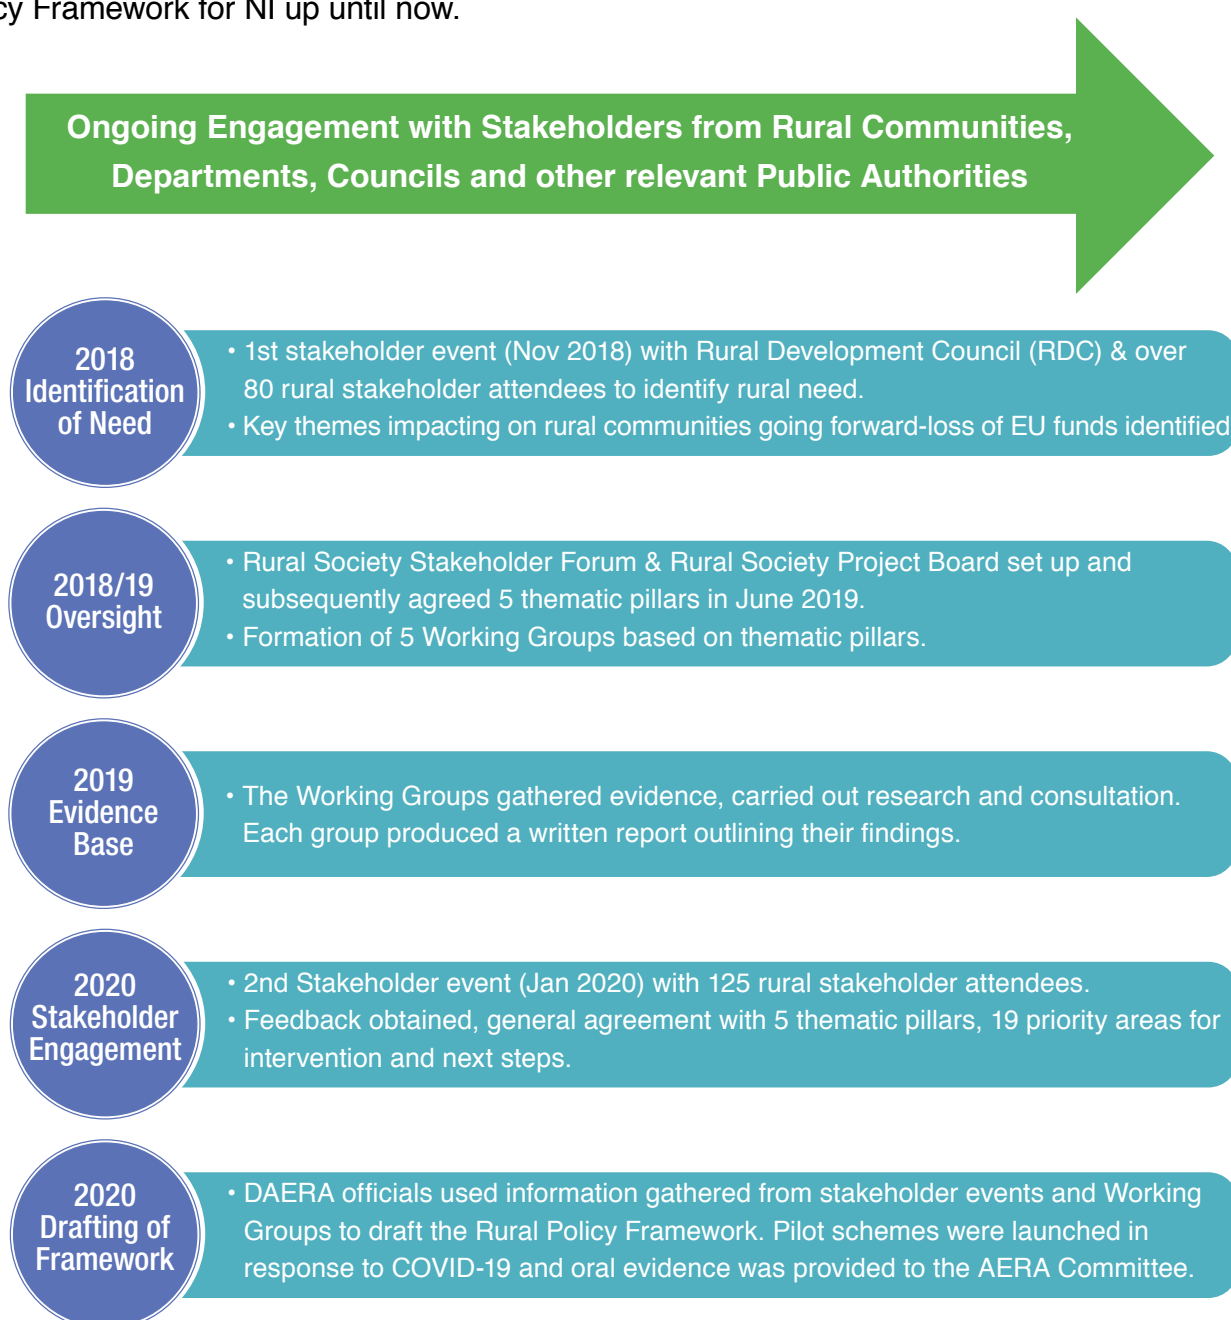 cy Framework for NI up until now.
Ongoing Engagement with Stakeholders from Rural Communities,
Departments, Councils and other relevant Public Authorities
2018
Identification
of Need
• 1st stakeholder event (Nov 2018) with Rural Development Council (RDC) & over
80 rural stakeholder attendees to identify rural need.
• Key themes impacting on rural communities going forward-loss of EU funds identified
2018/19
Oversight
• Rural Society Stakeholder Forum & Rural Society Project Board set up and
subsequently agreed 5 thematic pillars in June 2019.
• Formation of 5 Working Groups based on thematic pillars.
2019
Evidence
Base
• The Working Groups gathered evidence, carried out research and consultation.
Each group produced a written report outlining their findings.
2020
Stakeholder
Engagement
• 2nd Stakeholder event (Jan 2020) with 125 rural stakeholder attendees.
• Feedback obtained, general agreement with 5 thematic pillars, 19 priority areas for
intervention and next steps.
2020
Drafting of
Framework
• DAERA officials used information gathered from stakeholder events and Working
Groups to draft the Rural Policy Framework. Pilot schemes were launched in
response to COVID-19 and oral evidence was provided to the AERA Committee.